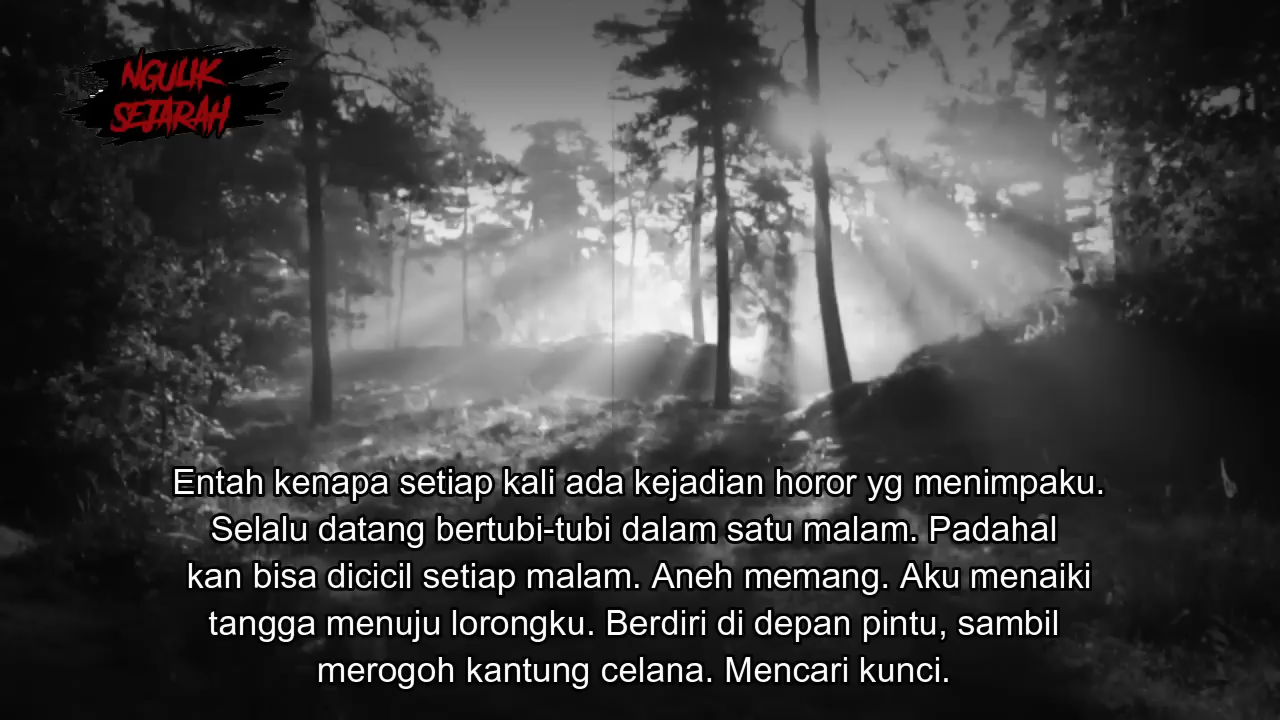 NGULIK
SEJARAH
Entah kenapa setiap kali ada kejadian horor yg menimpaku.
Selalu datang bertubi-tubi dalam satu malam. Padahal
kan bisa dicicil setiap malam. Aneh memang. Aku menaiki
tangga menuju lorongku. Berdiri di depan pintu, sambil
merogoh kantung celana. Mencari kunci.